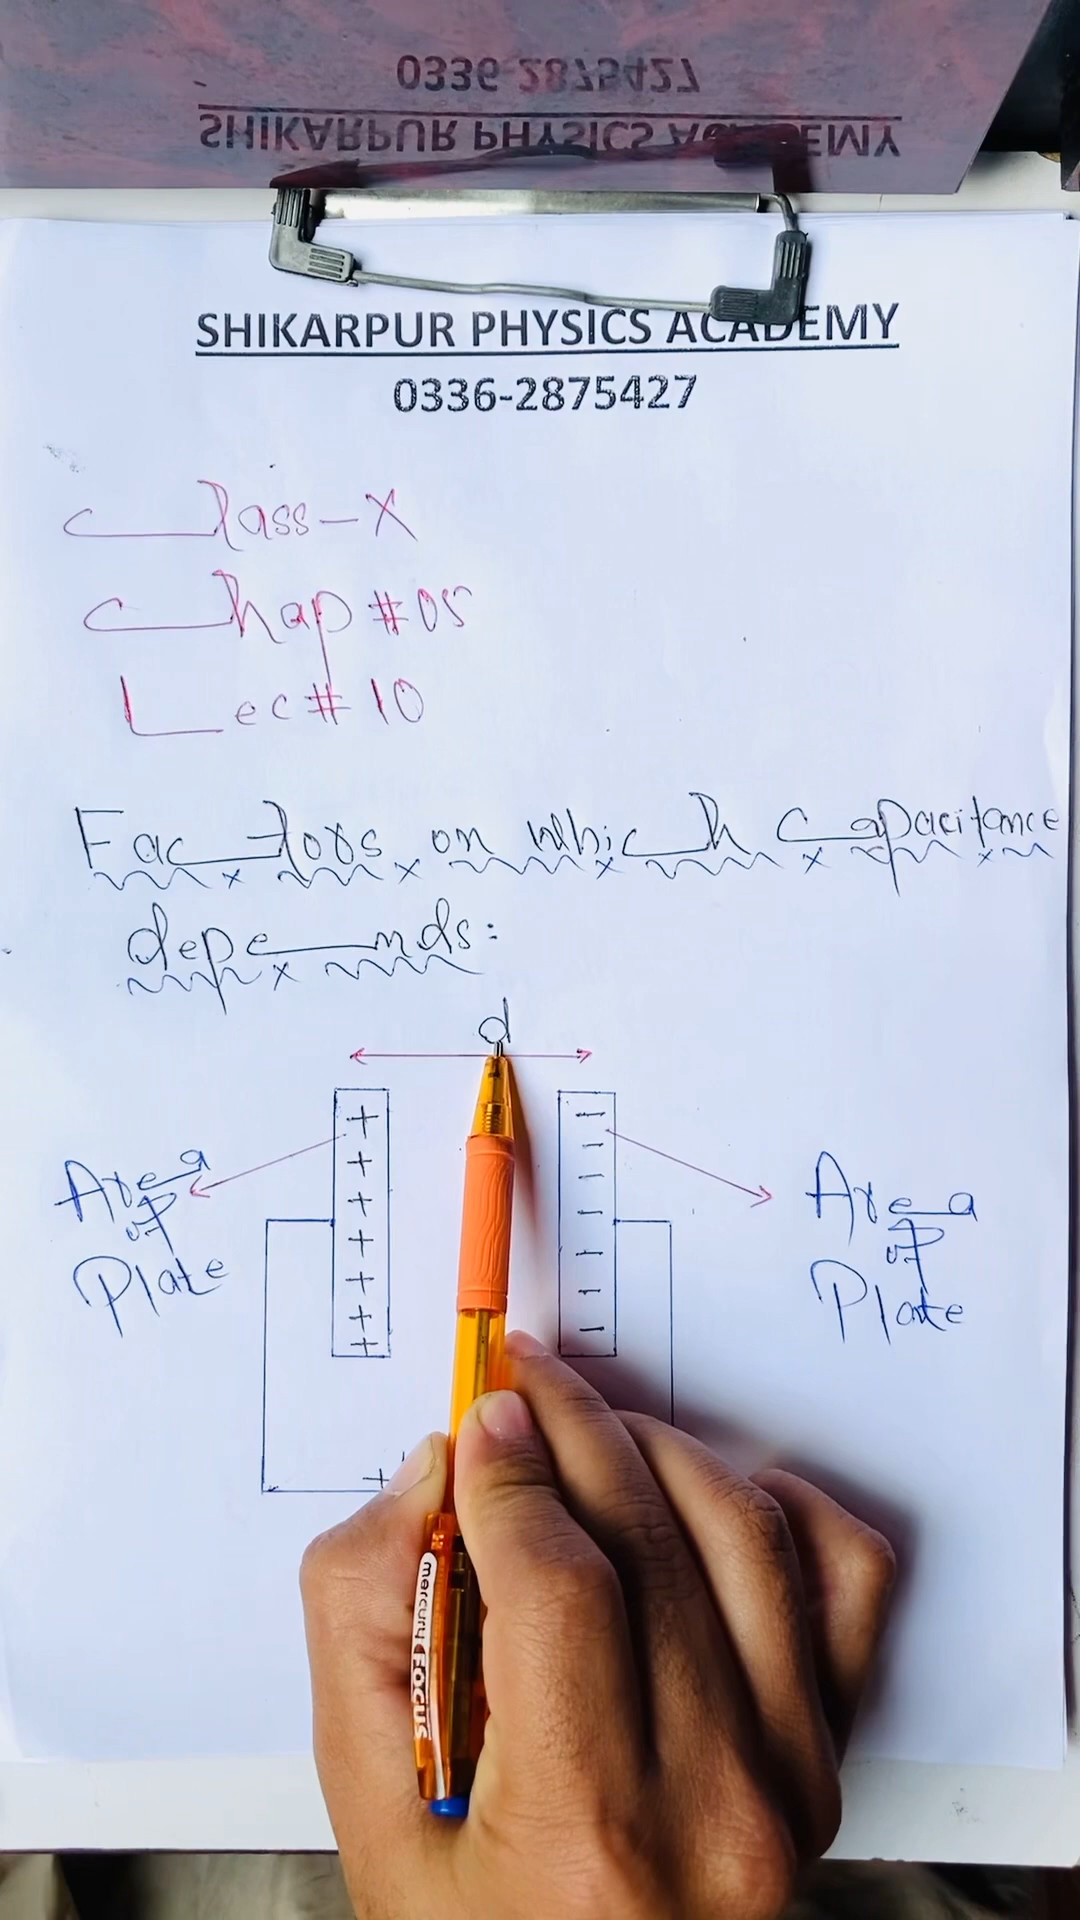 0336-2875427
SHIKARPUR PHYSICS ACADEMY
SHIKARPUR PHYSICS ACADEMY
0336-2875427
Class-X
Chap #05
Lec# 10
Factors on which Capacitance
depends:
d
+ + + + + + +
- - - - - - -
Area
of
Plate
Area
of
Plate
+
mercury FOCUS